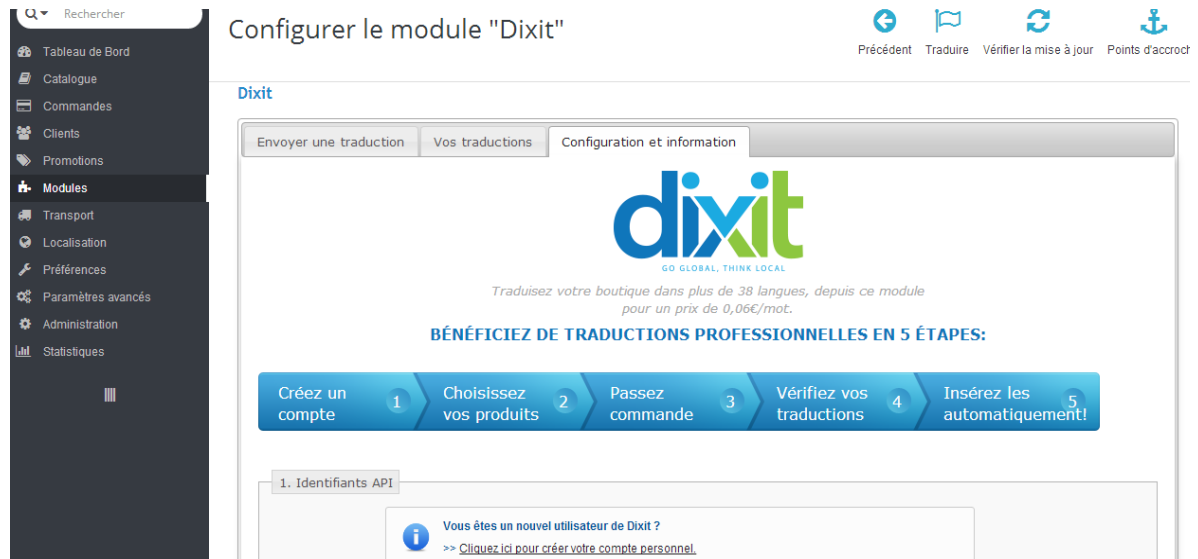 Rechercher
Tableau de Bord
Catalogue
Commandes
Clients
Promotions
Modules
Transport
Localisation
Préférences
Paramètres avancés
Administration
Statistiques
Configurer le module "Dixit"
Précédent
Traduire
Vérifier la mise à jour
Points d'accroch
Dixit
Envoyer une traduction
Vos traductions
Configuration et information
dixit
GO GLOBAL, THINK LOCAL
Traduisez votre boutique dans plus de 38 langues, depuis ce module
pour un prix de 0,06€/mot.
BÉNÉFICIEZ DE TRADUCTIONS PROFESSIONNELLES EN 5 ÉTAPES:
Créez un
compte
1
Choisissez
vos produits
2
Passez
commande
3
Vérifiez vos
traductions
4
Insérez les
automatiquement!
5
1. Identifiants API
i
Vous êtes un nouvel utilisateur de Dixit ?
>> Cliquez ici pour créer votre compte personnel.